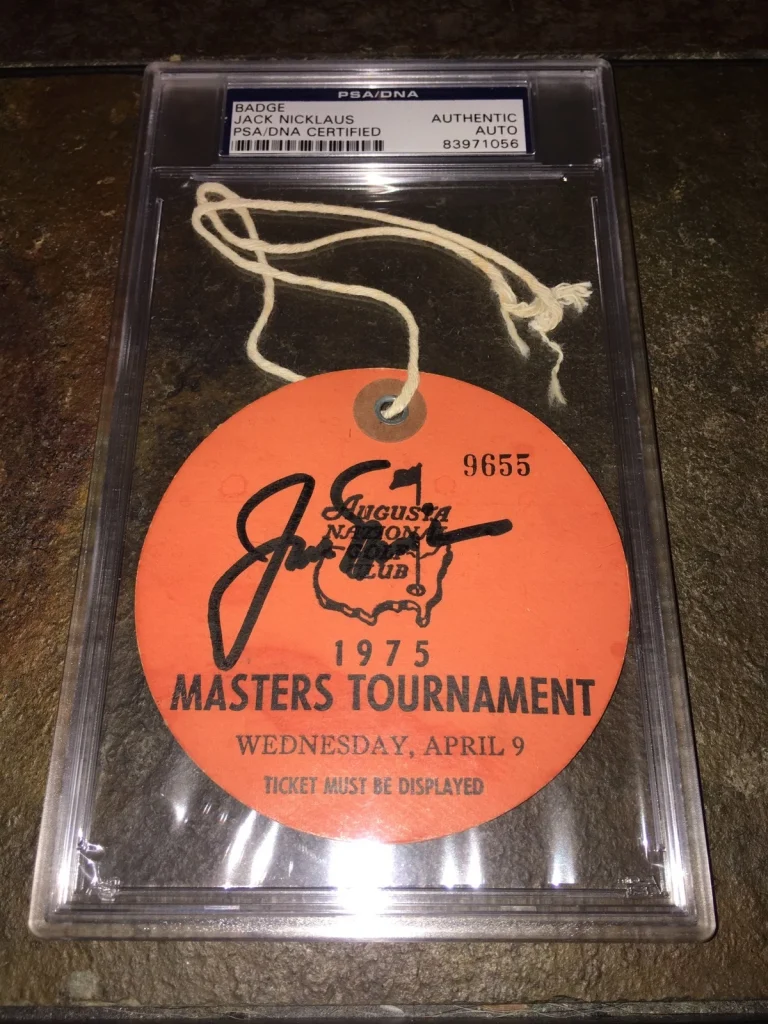 PSA/DNA
BADGE
JACK NICKLAUS
PSA/DNA CERTIFIED
AUTHENTIC
AUTO
83971056
9655
AUGUSTA
NATIONAL
GOLF
CLUB
1975
MASTERS TOURNAMENT
WEDNESDAY, APRIL 9
TICKET MUST BE DISPLAYED